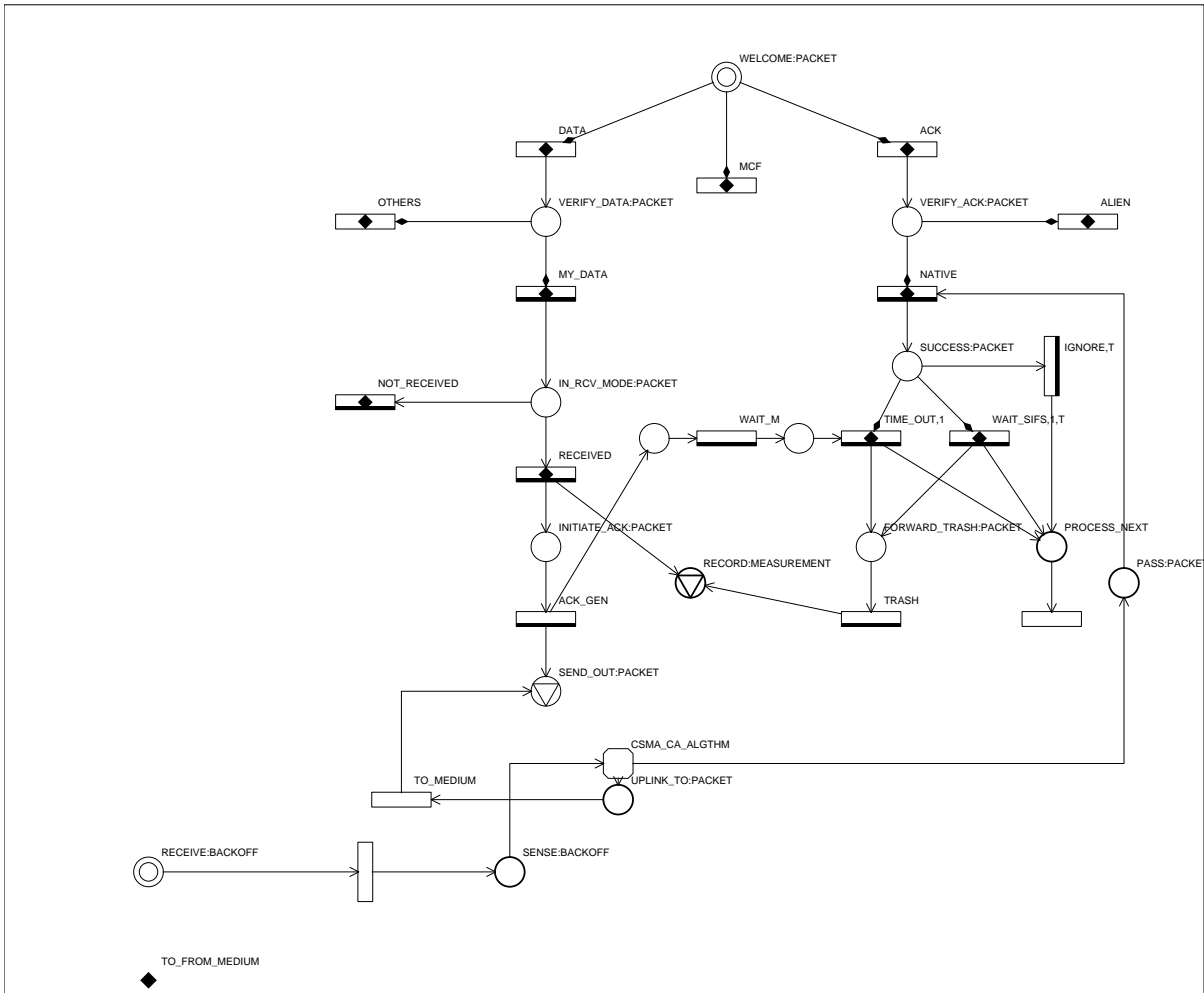 WELCOME:PACKET
DATA
ACK
MCF
OTHERS
VERIFY_DATA:PACKET
VERIFY_ACK:PACKET
ALIEN
MY_DATA
NATIVE
SUCCESS:PACKET
IGNORE,T
NOT_RECEIVED
IN_RCV_MODE:PACKET
WAIT_M
TIME_OUT,1
WAIT_SIFS,1,T
RECEIVED
INITIATE_ACK:PACKET
FORWARD_TRASH:PACKET
PROCESS_NEXT
RECORD:MEASUREMENT
PASS:PACKET
ACK_GEN
TRASH
SEND_OUT:PACKET
CSMA_CA_ALGTHM
TO_MEDIUM
UPLINK_TO:PACKET
RECEIVE:BACKOFF
SENSE:BACKOFF
TO_FROM_MEDIUM